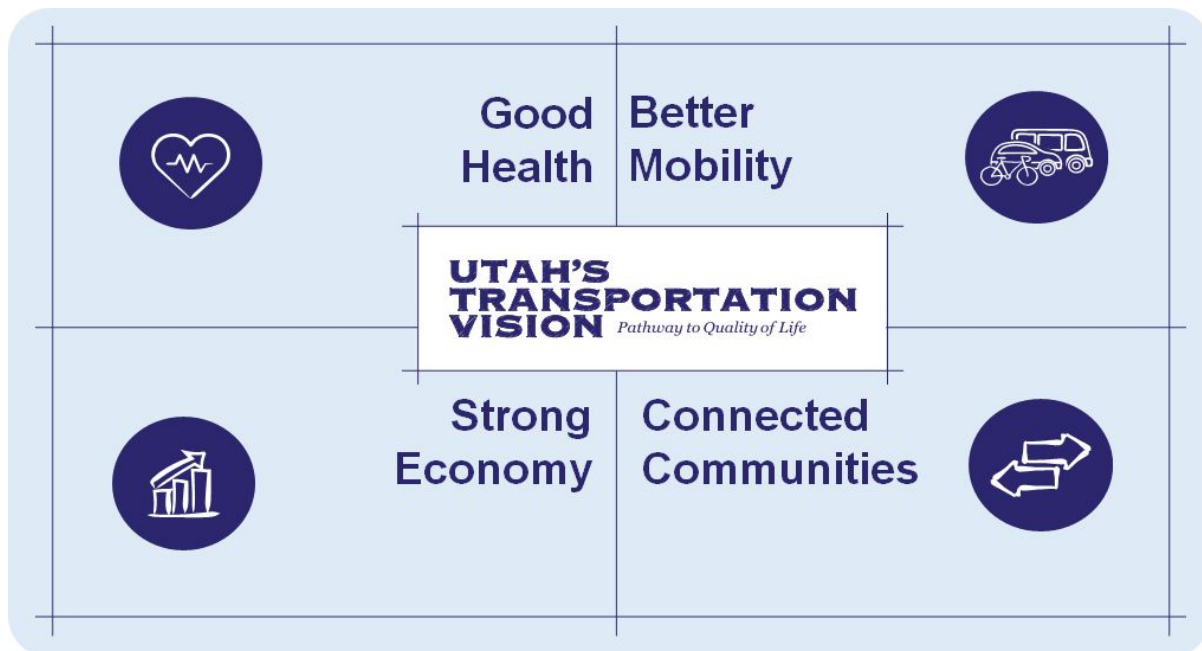 Good
Health
Better
Mobility
UTAH'S
TRANSPORTATION
VISION Pathway to Quality of Life
Strong
Economy
Connected
Communities